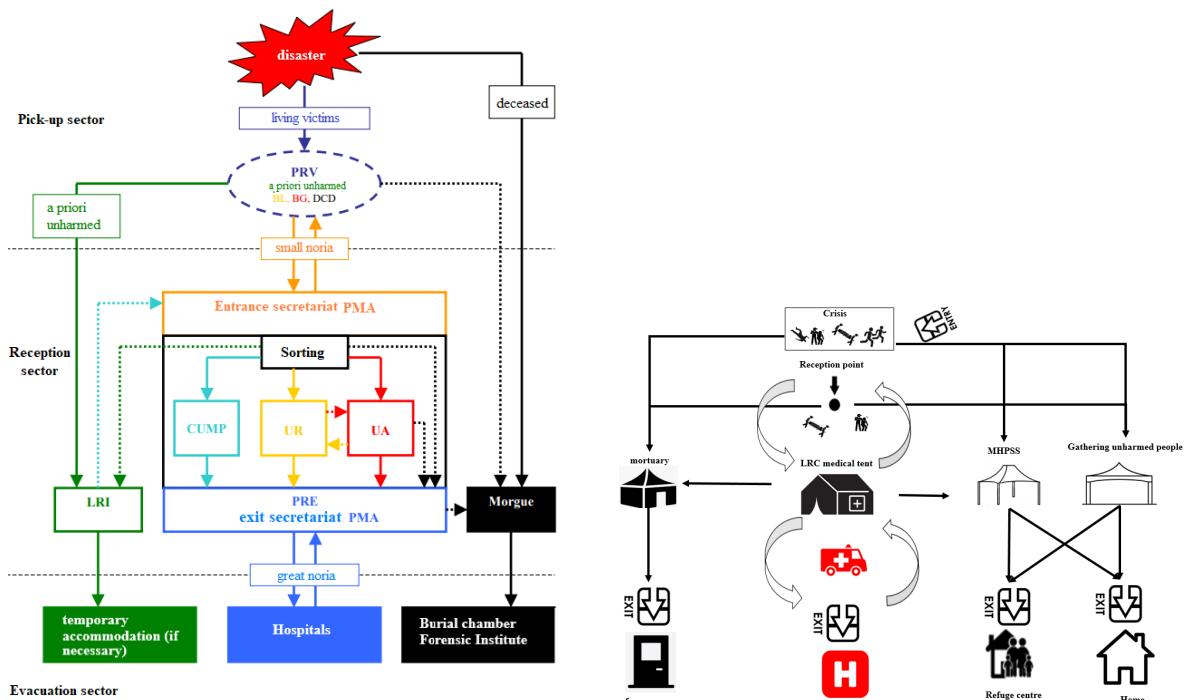 disaster
deceased
Pick-up sector
living victims
PRV
a priori unharmed
BL, BG, DCD
a priori
unharmed
small noria
Entrance secretariat PMA
Reception
sector
Sorting
CUMP
UR
UA
LRI
PRE
exit secretariat PMA
Morgue
great noria
temporary
accommodation (if
necessary)
Hospitals
Burial chamber
Forensic Institute
Evacuation sector
Crisis
ENTRY
Reception point
mortuary
LRC medical tent
MHPSS
Gathering unharmed people
EXIT
EXIT
EXIT
EXIT
H
Refuge centre
Home